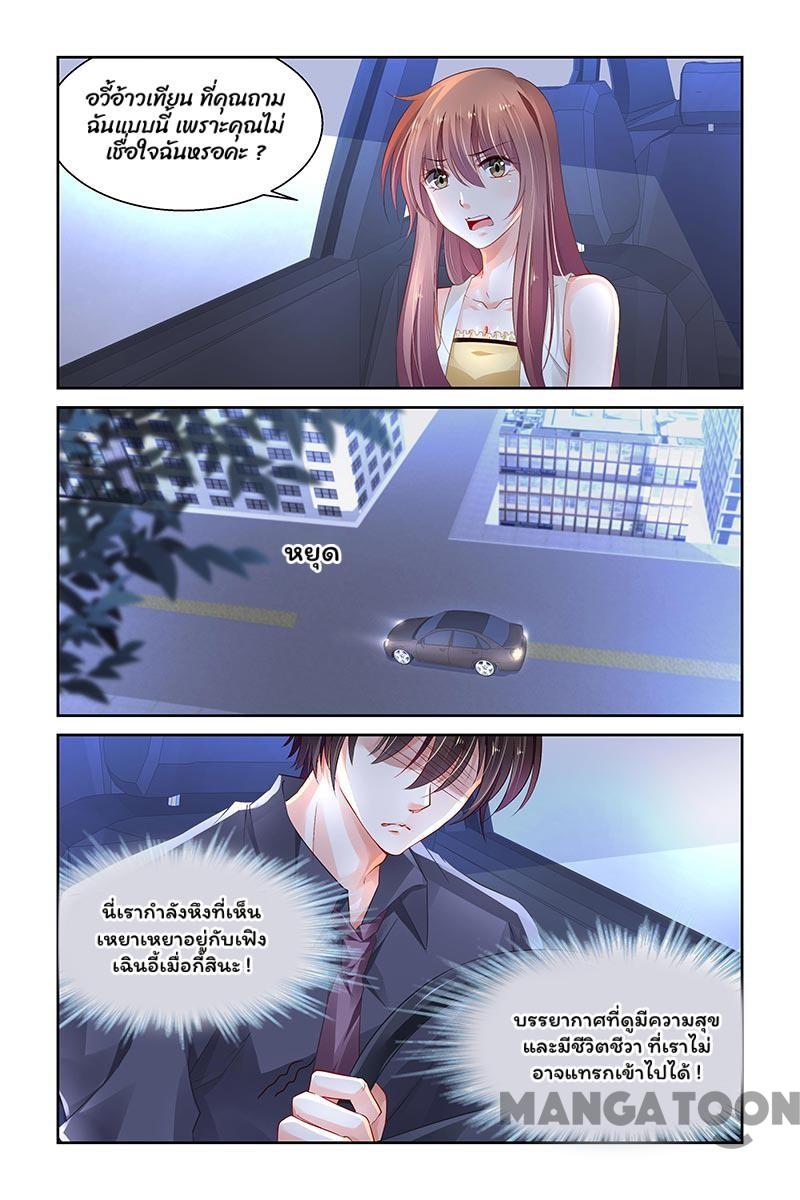 อวี้อ้าวเทียน ที่คุณถาม
ฉันแบบนี้ เพราะคุณไม่
เชื่อใจฉันหรอคะ ?
หยุด
นี่เรากำลังหึงที่เห็น
เหยาเหยาอยู่กับเฟิง
เฉินอี้เมื่อกี้สินะ !
บรรยากาศที่ดูมีความสุข
และมีชีวิตชีวา ที่เราไม่
อาจแทรกเข้าไปได้ !
MANGATOON